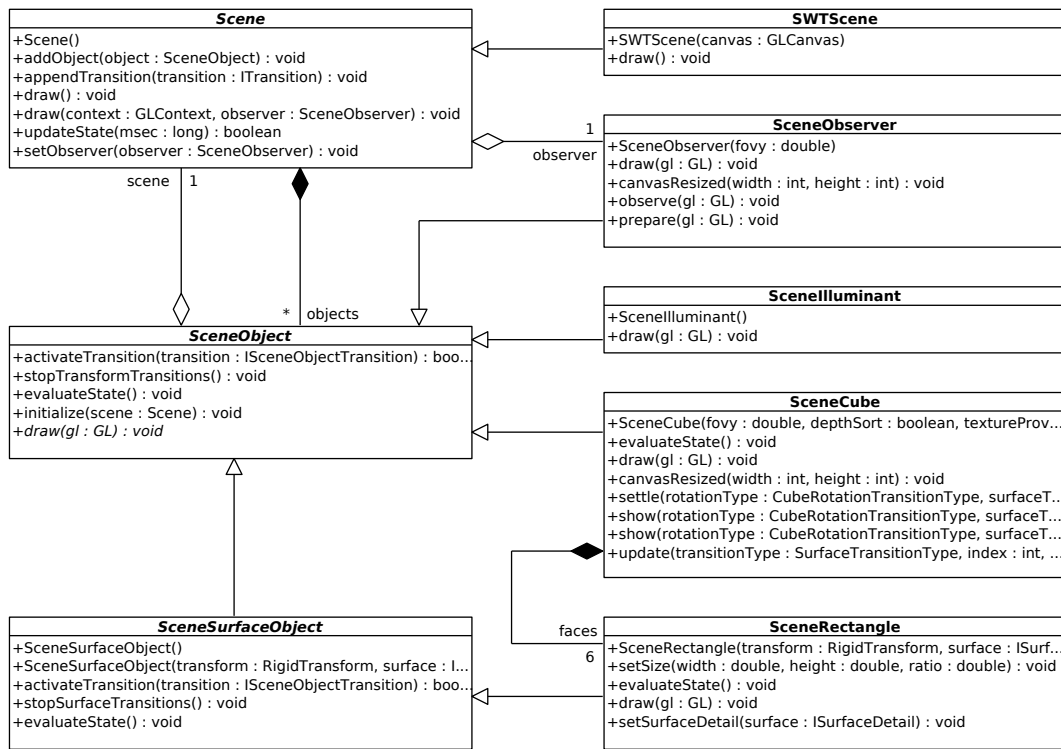 Scene
+Scene()
+addObject(object : SceneObject) : void
+appendTransition(transition : ITransition) : void
+draw() : void
+draw(context : GLContext, observer : SceneObserver) : void
+updateState(msec : long) : boolean
+setObserver(observer : SceneObserver) : void
SWTScene
+SWTScene(canvas : GLCanvas)
+draw() : void
1
observer
SceneObserver
+SceneObserver(fovy : double)
+draw(gl : GL) : void
+canvasResized(width : int, height : int) : void
+observe(gl : GL) : void
+prepare(gl : GL) : void
scene 1
* objects
SceneIlluminant
+SceneIlluminant()
+draw(gl : GL) : void
SceneObject
+activateTransition(transition : ISceneObjectTransition) : boo...
+stopTransformTransitions() : void
+evaluateState() : void
+initialize(scene : Scene) : void
+draw(gl : GL) : void
SceneCube
+SceneCube(fovy : double, depthSort : boolean, textureProv...
+evaluateState() : void
+draw(gl : GL) : void
+canvasResized(width : int, height : int) : void
+settle(rotationType : CubeRotationTransitionType, surfaceT...
+show(rotationType : CubeRotationTransitionType, surfaceT...
+show(rotationType : CubeRotationTransitionType, surfaceT...
+update(transitionType : SurfaceTransitionType, index : int, ...
faces
6
SceneSurfaceObject
+SceneSurfaceObject()
+SceneSurfaceObject(transform : RigidTransform, surface : I...
+activateTransition(transition : ISceneObjectTransition) : boo...
+stopSurfaceTransitions() : void
+evaluateState() : void
SceneRectangle
+SceneRectangle(transform : RigidTransform, surface : ISurf...
+setSize(width : double, height : double, ratio : double) : void
+evaluateState() : void
+draw(gl : GL) : void
+setSurfaceDetail(surface : ISurfaceDetail) : void